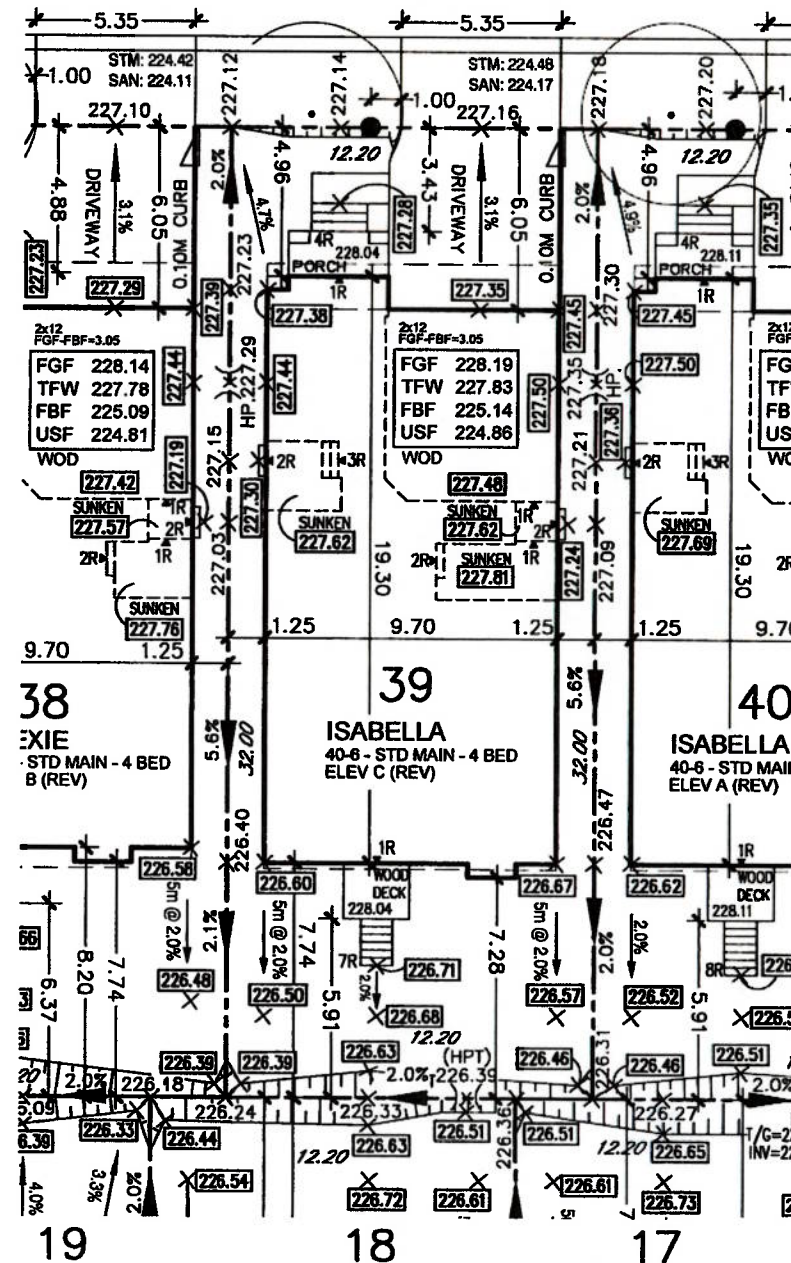 5.35
5.35
STM: 224.42
SAN: 224.11
227.12
227.14
STM: 224.48
SAN: 224.17
227.18
227.20
1.00
227.10
1.00
227.16
4.88
DRIVEWAY
3.1%
6.05
0.10M CURB
2.0%
4.7%
4.96
12.20
3.43
DRIVEWAY
3.1%
6.05
0.10M CURB
2.0%
4.9%
4.96
12.20
227.23
227.29
227.39
227.23
4R
228.04
PORCH
1R
227.28
227.38
227.35
227.45
227.30
4R
228.11
PORCH
1R
227.35
227.45
2x12
FGF-FBF=3.05
FGF 228.14
TFW 227.78
FBF 225.09
USF 224.81
WOD
227.44
HP.227.29
227.44
2x12
FGF-FBF=3.05
FGF 228.19
TFW 227.83
FBF 225.14
USF 224.86
WOD
227.50
227.35
HP
227.36
227.50
227.42
SUNKEN
227.57
1R
2R
1R
2R
SUNKEN
227.76
227.19
227.15
227.03
227.30
2R
3R
SUNKEN
227.62
19.30
227.48
SUNKEN
227.62
1R
2R
1R
2R
SUNKEN
227.81
227.24
227.21
227.09
2R
3R
SUNKEN
227.69
19.30
9.70
1.25
1.25
9.70
1.25
1.25
38
EXIE
- STD MAIN - 4 BED
B (REV)
5.6%
32.00
39
ISABELLA
40-6 - STD MAIN - 4 BED
ELEV C (REV)
5.6%
32.00
40
ISABELLA
ELEV A (REV)
226.40
226.47
226.58
226.60
1R
WOOD
DECK
228.04
226.67
226.62
1R
WOOD
DECK
228.11
6.37
8.20
7.74
5m @ 2.0%
226.48
2.1%
5m @ 2.0%
226.50
7.74
7R
2.0%
226.71
226.68
5.91
7.28
5m @ 2.0%
226.57
2.0%
2.0%
226.52
8R
5.91
12.20
226.39
226.39
226.63
(HPT)
226.46
226.31
226.46
226.51
2.0%
226.18
2.0%
226.39
2.0%
226.33
226.24
226.44
226.33
226.63
226.51
226.36
226.51
226.27
226.65
12.20
12.20
4.0%
3.3%
2.0%
226.54
226.72
226.61
226.61
226.73
19
18
17